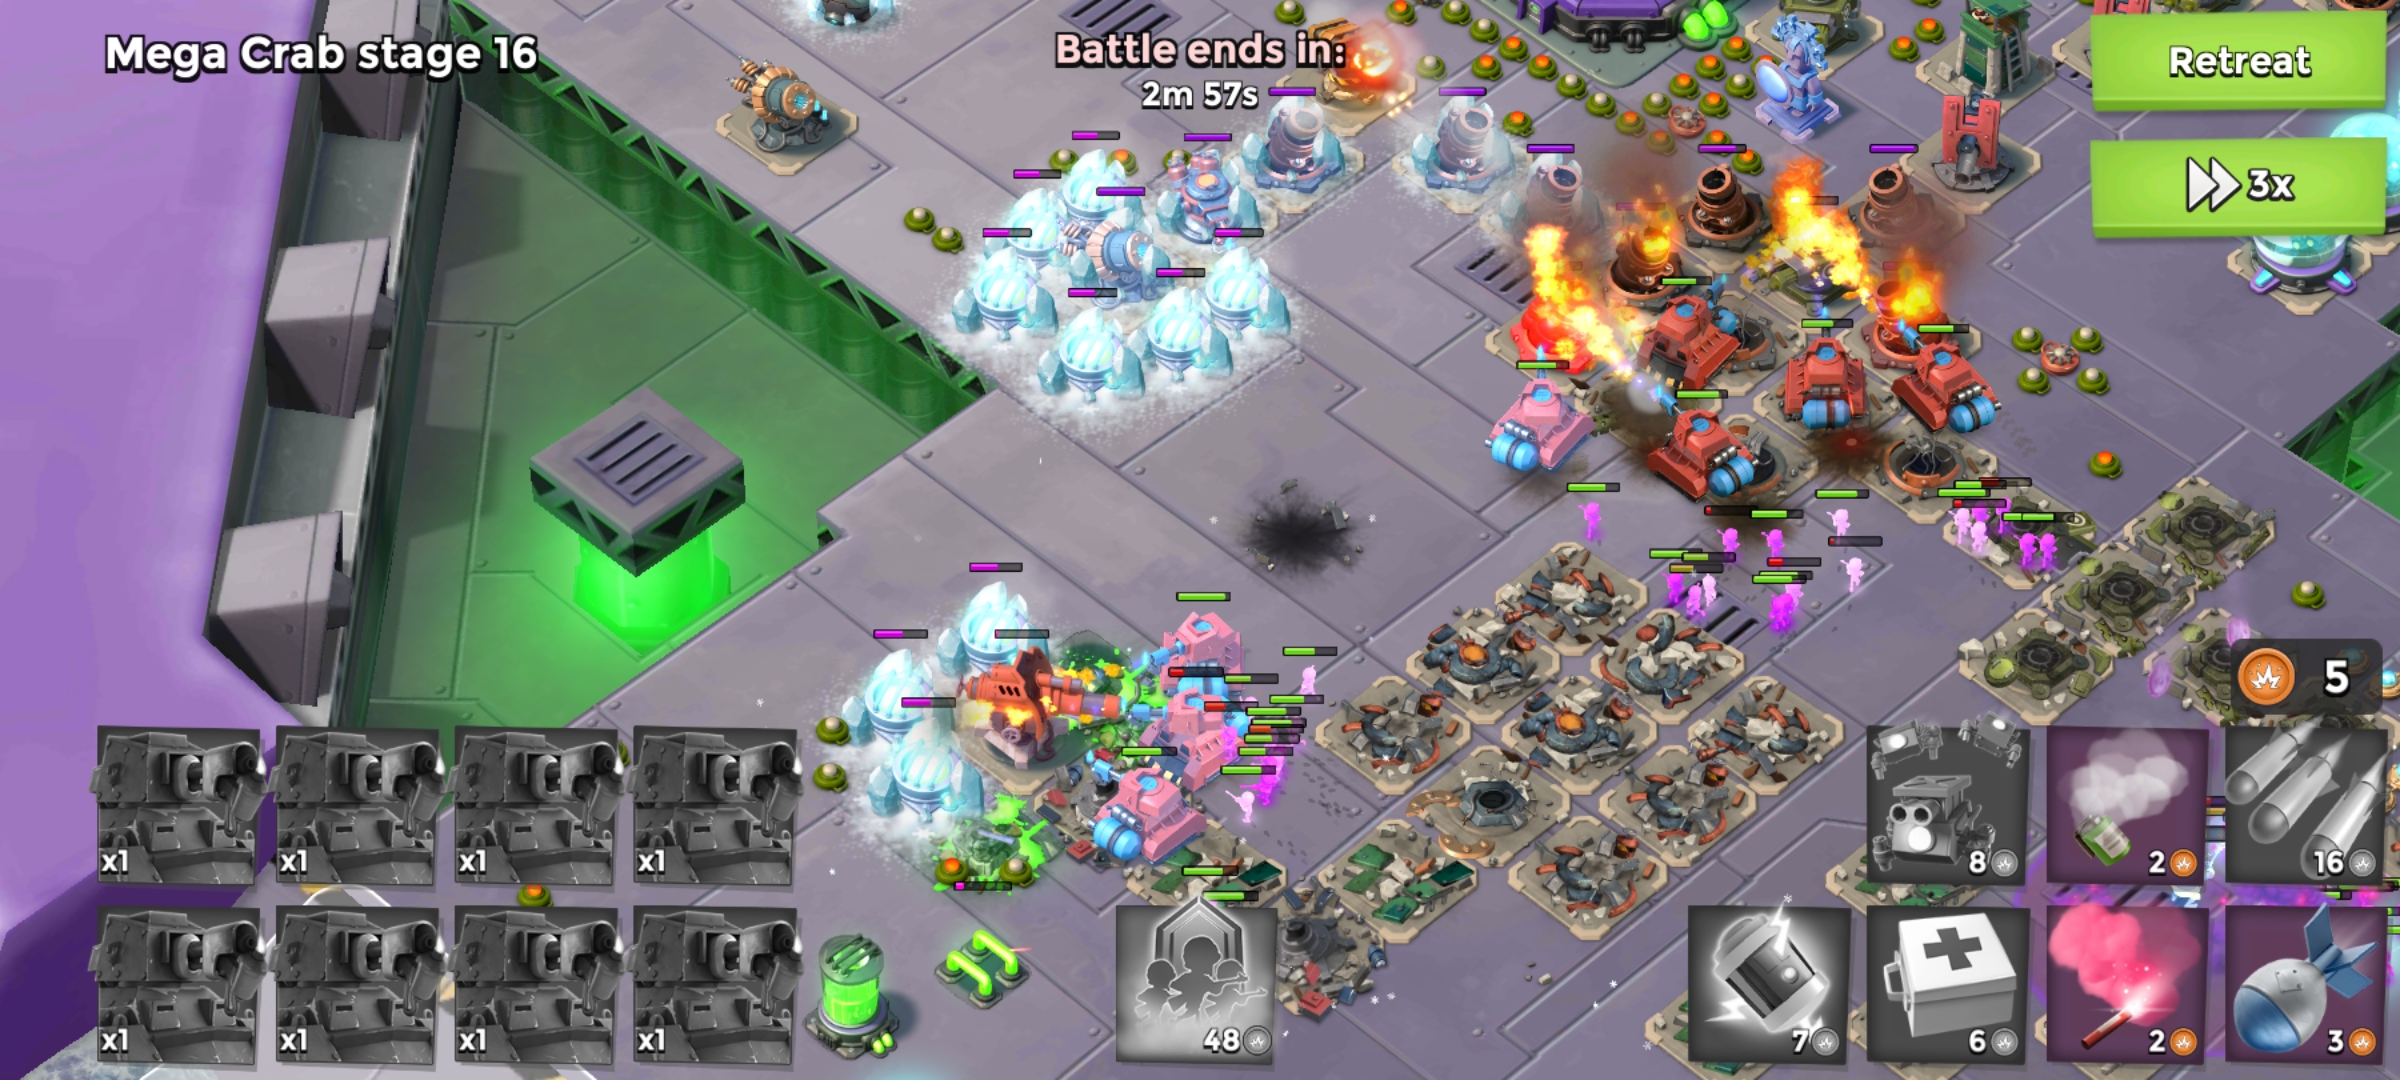 Mega Crab stage 16
Battle ends in:
2m 57s
Retreat
3x
5
x1
x1
x1
x1
8
2
16
x1
x1
x1
x1
48
7
6
2
3